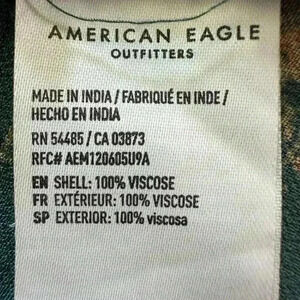 AMERICAN EAGLE
OUTFITTERS
MADE IN INDIA / FABRIQUÉ EN INDE /
HECHO EN INDIA
RN 54485 / CA 03873
RFC# AEM120605U9A
EN SHELL: 100% VISCOSE
FR EXTÉRIEUR: 100% VISCOSE
SP EXTERIOR: 100% viscosa